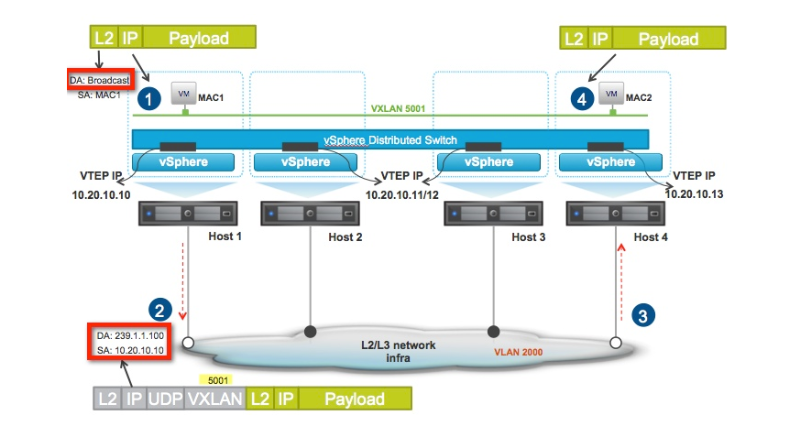 L2 IP Payload
L2 IP Payload
DA: Broadcast
SA: MAC1
1
VM
MAC1
4
VM
MAC2
VXLAN 5001
vSphere Distributed Switch
vSphere
vSphere
vSphere
vSphere
VTEP IP
10.20.10.10
VTEP IP
10.20.10.11/12
VTEP IP
10.20.10.13
Host 1
Host 2
Host 3
Host 4
2
3
DA: 239.1.1.100
SA: 10.20.10.10
L2/L3 network
infra
VLAN 2000
5001
L2 IP UDP VXLAN L2 IP Payload